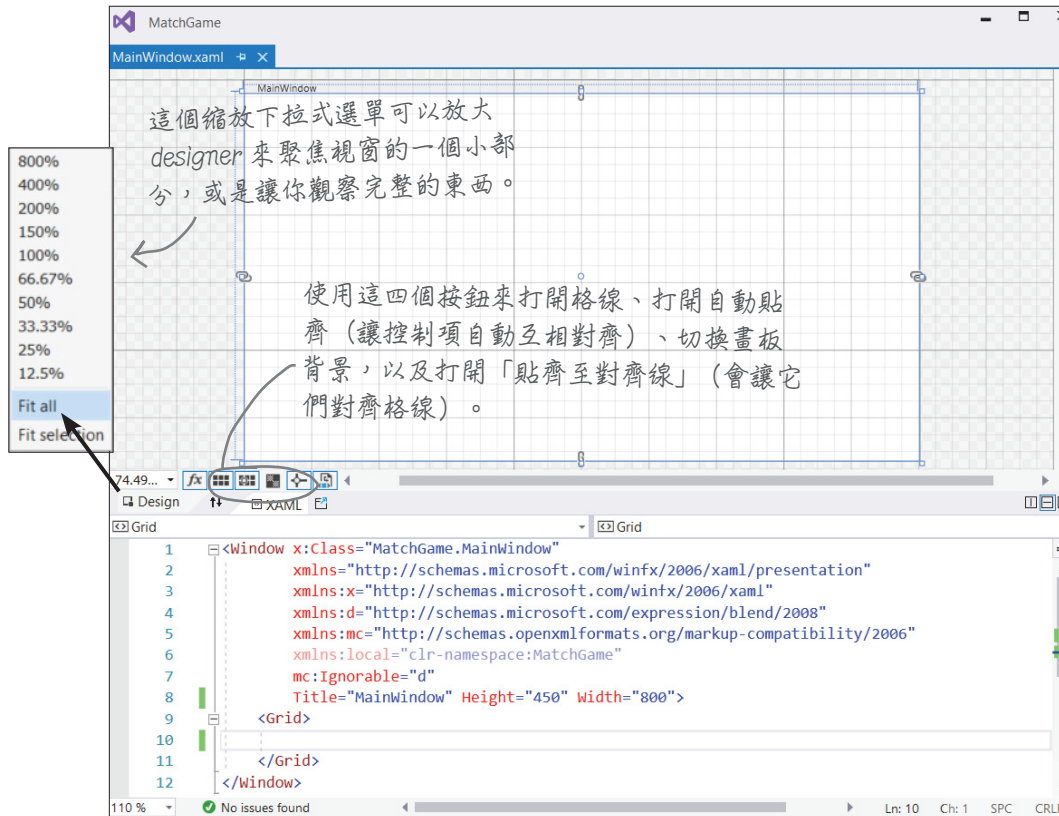 MatchGame
MainWindow.xaml
MainWindow
這個縮放下拉式選單可以放大
designer 來聚焦視窗的一個小部
分，或是讓你觀察完整的東西。
800%
400%
200%
150%
100%
66.67%
50%
33.33%
25%
12.5%
Fit all
Fit selection
使用這四個按鈕來打開格線、打開自動貼
齊（讓控制項自動互相對齊）、切換畫板
背景，以及打開「貼齊至對齊線」（會讓它
們對齊格線）。
74.49...
fx
Design
XAML
Grid
Grid
1 <Window x:Class="MatchGame.MainWindow"
2 xmlns="http://schemas.microsoft.com/winfx/2006/xaml/presentation"
3 xmlns:x="http://schemas.microsoft.com/winfx/2006/xaml"
4 xmlns:d="http://schemas.microsoft.com/expression/blend/2008"
5 xmlns:mc="http://schemas.openxmlformats.org/markup-compatibility/2006"
6 xmlns:local="clr-namespace:MatchGame"
7 mc:Ignorable="d"
8 Title="MainWindow" Height="450" Width="800">
9 <Grid>
10
11 </Grid>
12 </Window>
110 %
No issues found
Ln: 10 Ch: 1 SPC CRL